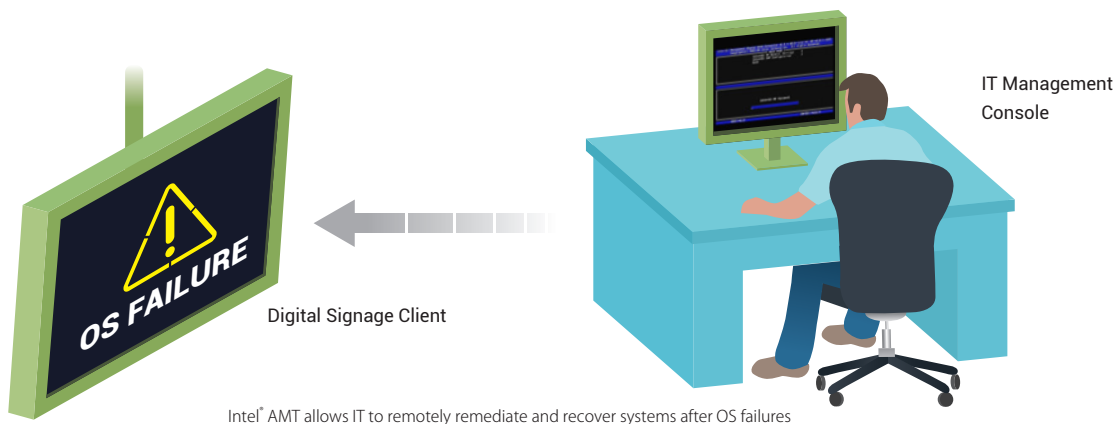 OS FAILURE
Digital Signage Client
IT Management
Console
Intel® AMT allows IT to remotely remediate and recover systems after OS failures